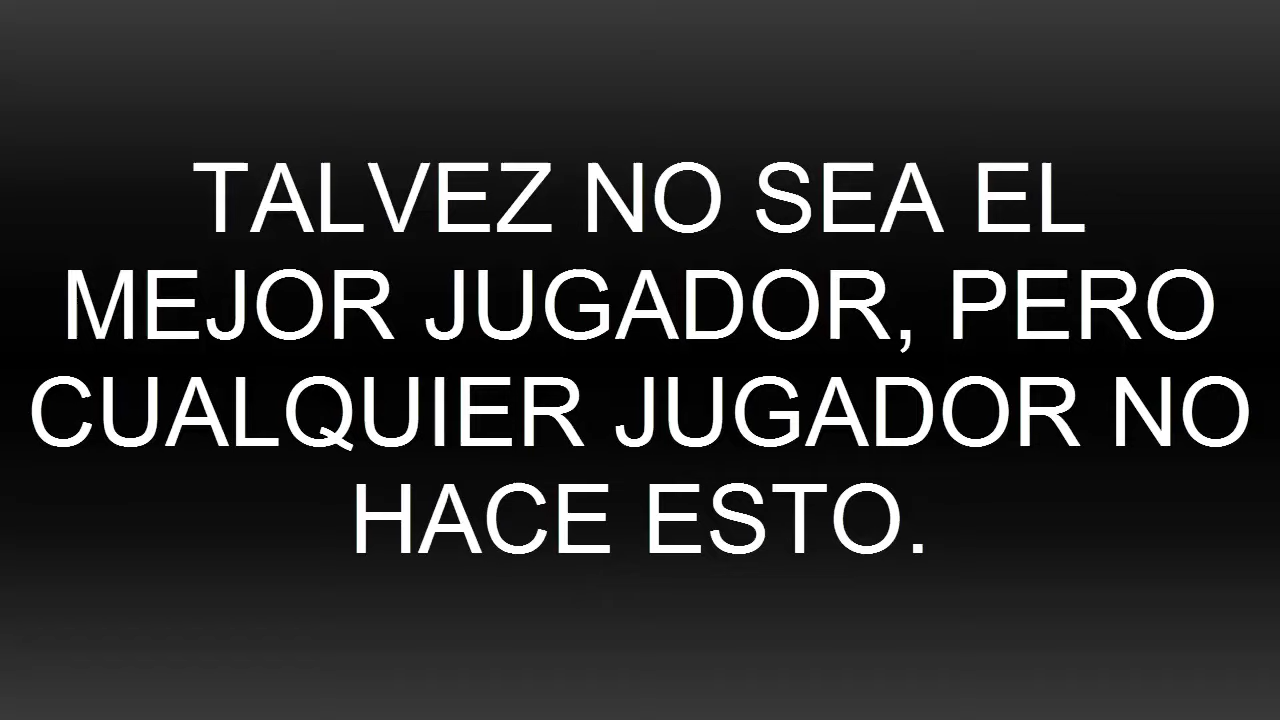 TALVEZ NO SEA EL
MEJOR JUGADOR, PERO
CUALQUIER JUGADOR NO
HACE ESTO.